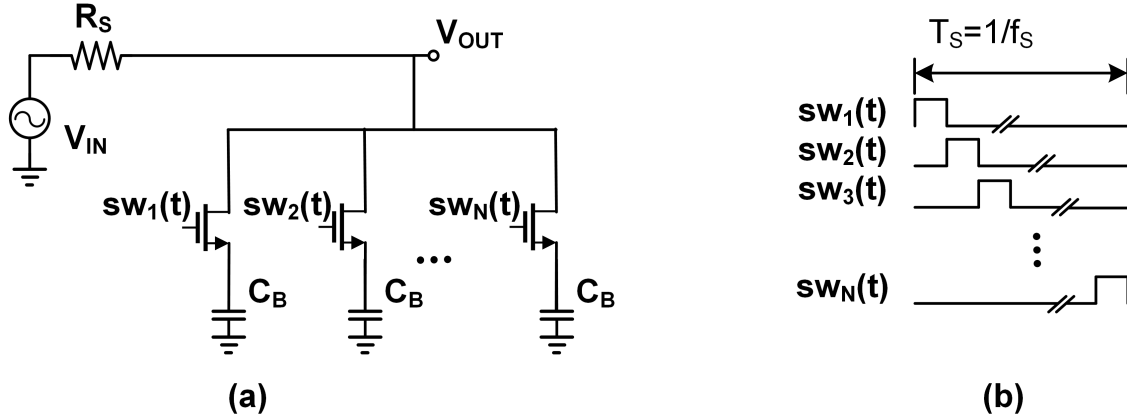 R_S
V_OUT
V_IN
sw_1(t)
sw_2(t)
sw_N(t)
C_B
C_B
C_B
(a)
T_S=1/f_S
sw_1(t)
sw_2(t)
sw_3(t)
sw_N(t)
(b)